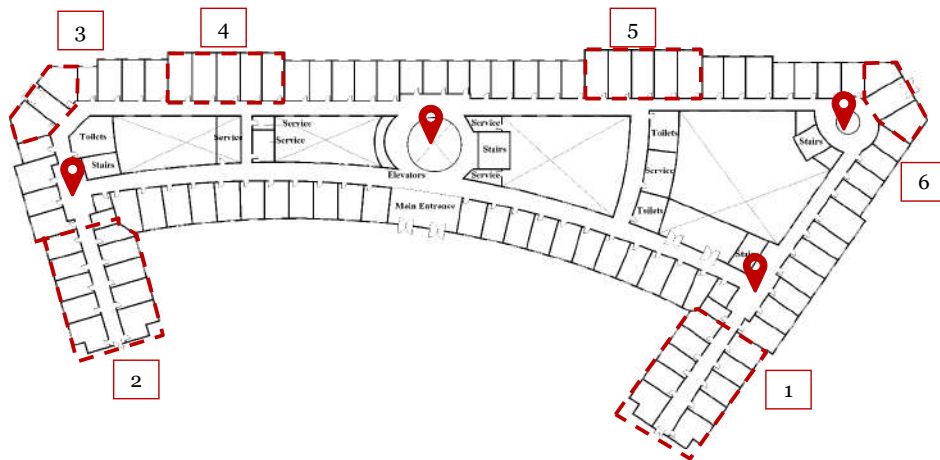 3
4
5
Service
Service
Toilets
Service
Service
Toilets
Stairs
Stairs
Stairs
Service
Elevators
Service
6
Main Entrance
Toilets
Stairs
2
1